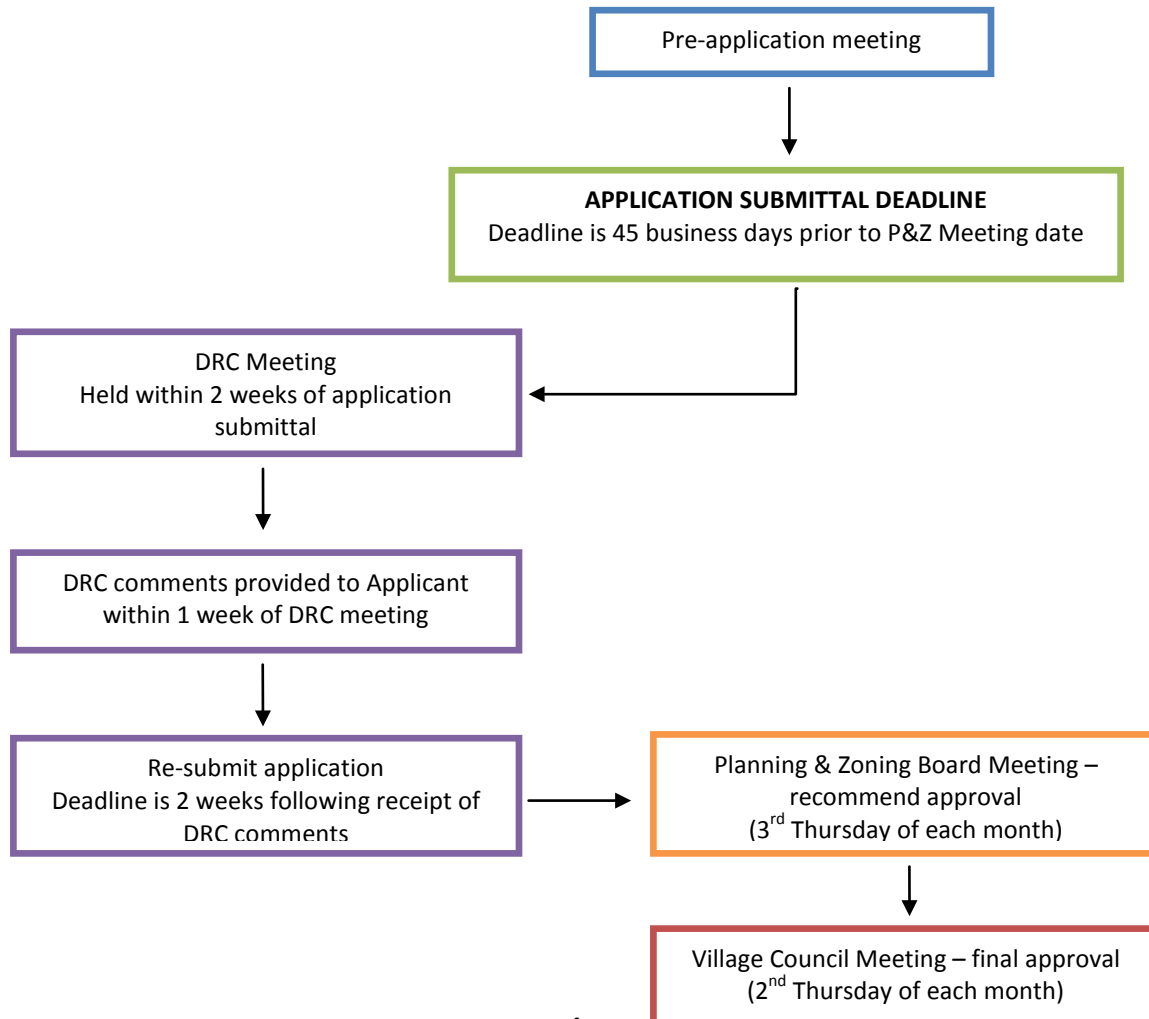 Pre-application meeting
APPLICATION SUBMITTAL DEADLINE
Deadline is 45 business days prior to P&Z Meeting date
DRC Meeting
Held within 2 weeks of application
submittal
DRC comments provided to Applicant
within 1 week of DRC meeting
Re-submit application
Deadline is 2 weeks following receipt of
DRC comments
Planning & Zoning Board Meeting –
recommend approval
(3rd Thursday of each month)
Village Council Meeting – final approval
(2nd Thursday of each month)